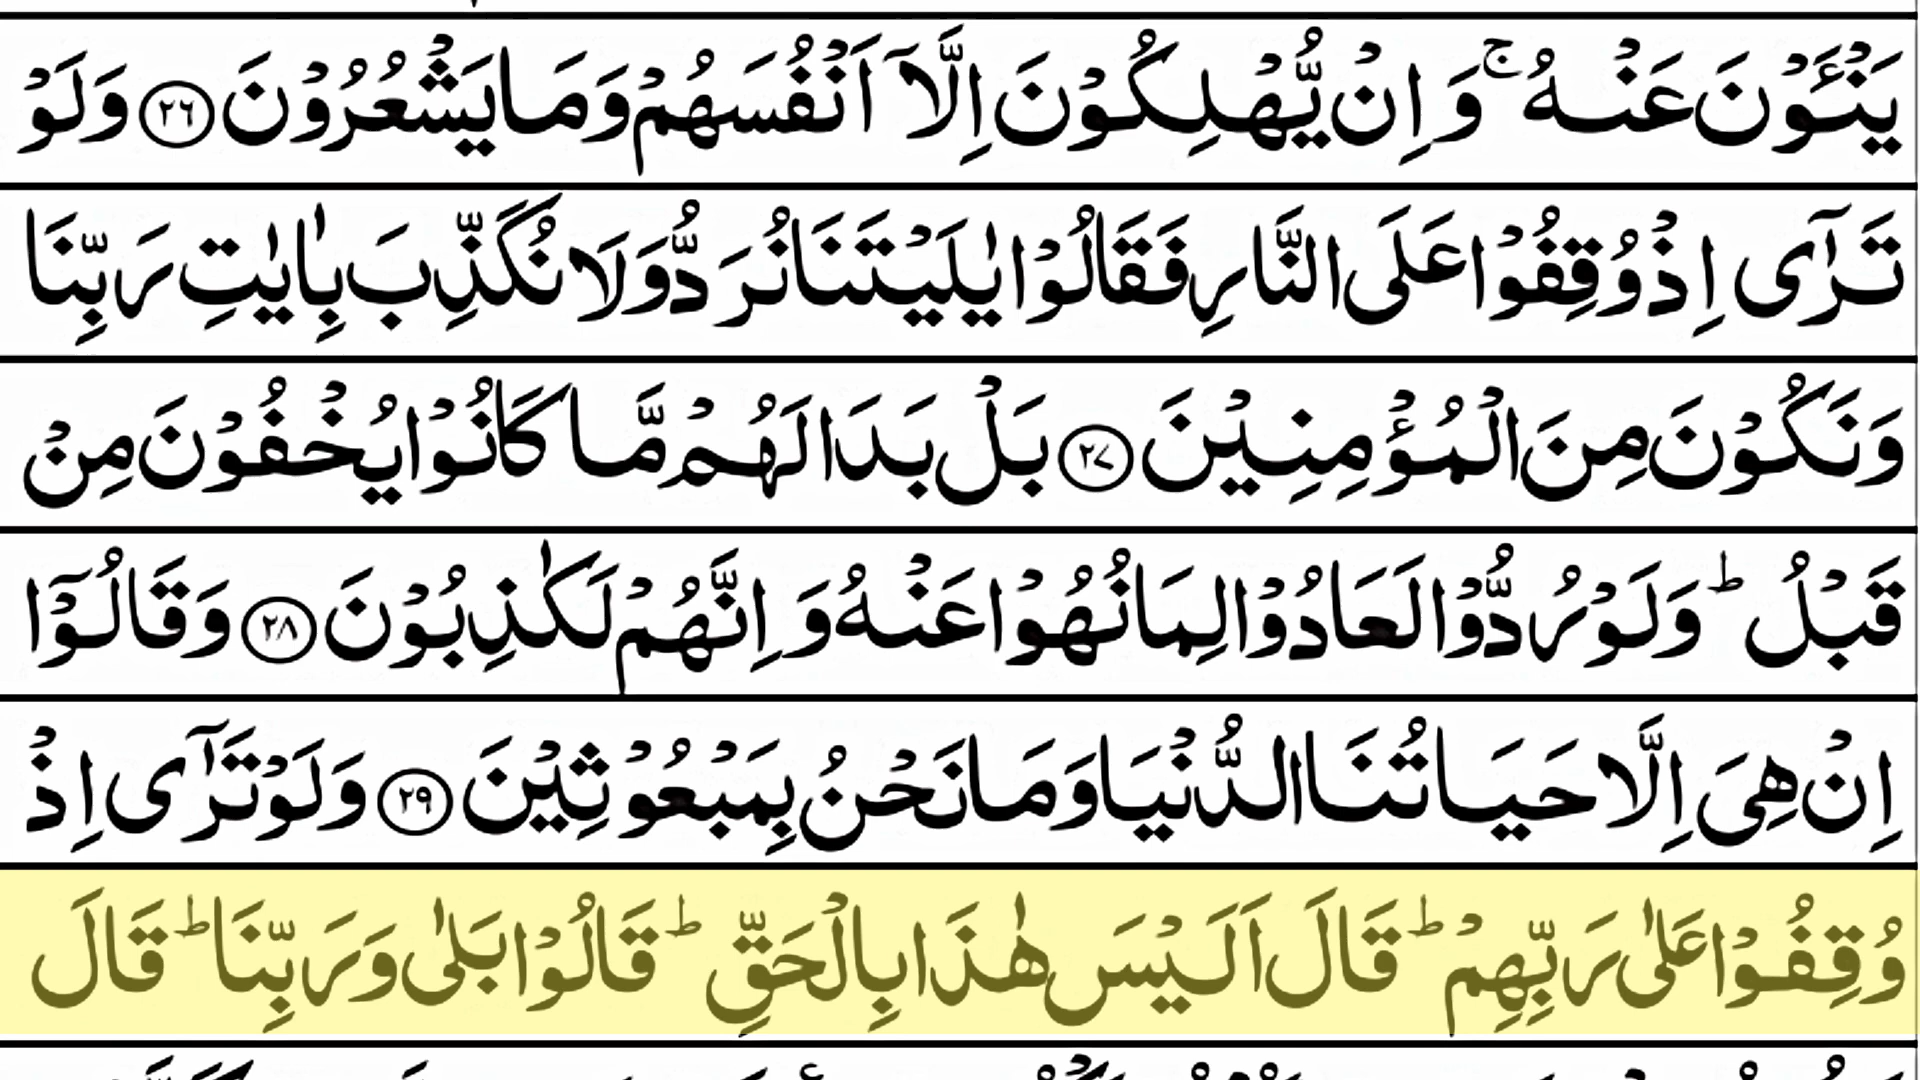 يَنْـَٔوْنَ عَنْهُ ۚ وَ اِنْ يُّهْلِكُوْنَ اِلَّاۤ اَنْفُسَهُمْ وَمَا يَشْعُرُوْنَ ﴿٢٦﴾ وَلَوْ
تَرٰۤى اِذْ وُقِفُوْا عَلَى النَّارِ فَقَالُوْا يٰلَيْتَنَا نُرَدُّ وَلَا نُكَذِّبَ بِاٰيٰتِ رَبِّنَا
وَنَكُوْنَ مِنَ الْمُؤْمِنِيْنَ ﴿٢٧﴾ بَلْ بَدَا لَهُمْ مَّا كَانُوْا يُخْفُوْنَ مِنْ
قَبْلُ ؕ وَلَوْ رُدُّوْا لَعَادُوْا لِمَا نُهُوْا عَنْهُ وَ اِنَّهُمْ لَكٰذِبُوْنَ ﴿٢٨﴾ وَقَالُوْۤا
اِنْ هِىَ اِلَّا حَيَاتُنَا الدُّنْيَا وَمَا نَحْنُ بِمَبْعُوْثِيْنَ ﴿٢٩﴾ وَلَوْ تَرٰۤى اِذْ
وُقِفُوْا عَلٰى رَبِّهِمْ ؕ قَالَ اَلَيْسَ هٰذَا بِالْحَقِّ ؕ قَالُوْا بَلٰى وَرَبِّنَا ؕ قَالَ